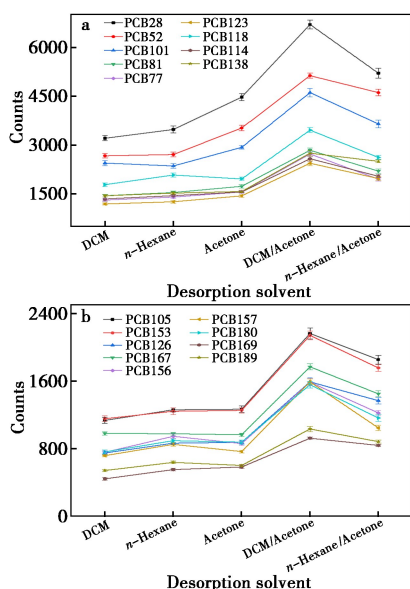 a
PCB28 PCB123
PCB52 PCB118
PCB101 PCB114
PCB81 PCB138
PCB77
6000
4500
3000
1500
Counts
DCM n-Hexane Acetone DCM/Acetone n-Hexane/Acetone
Desorption solvent
b
PCB105 PCB157
PCB153 PCB180
PCB126 PCB169
PCB167 PCB189
PCB156
2400
1600
800
0
Counts
DCM n-Hexane Acetone DCM/Acetone n-Hexane/Acetone
Desorption solvent